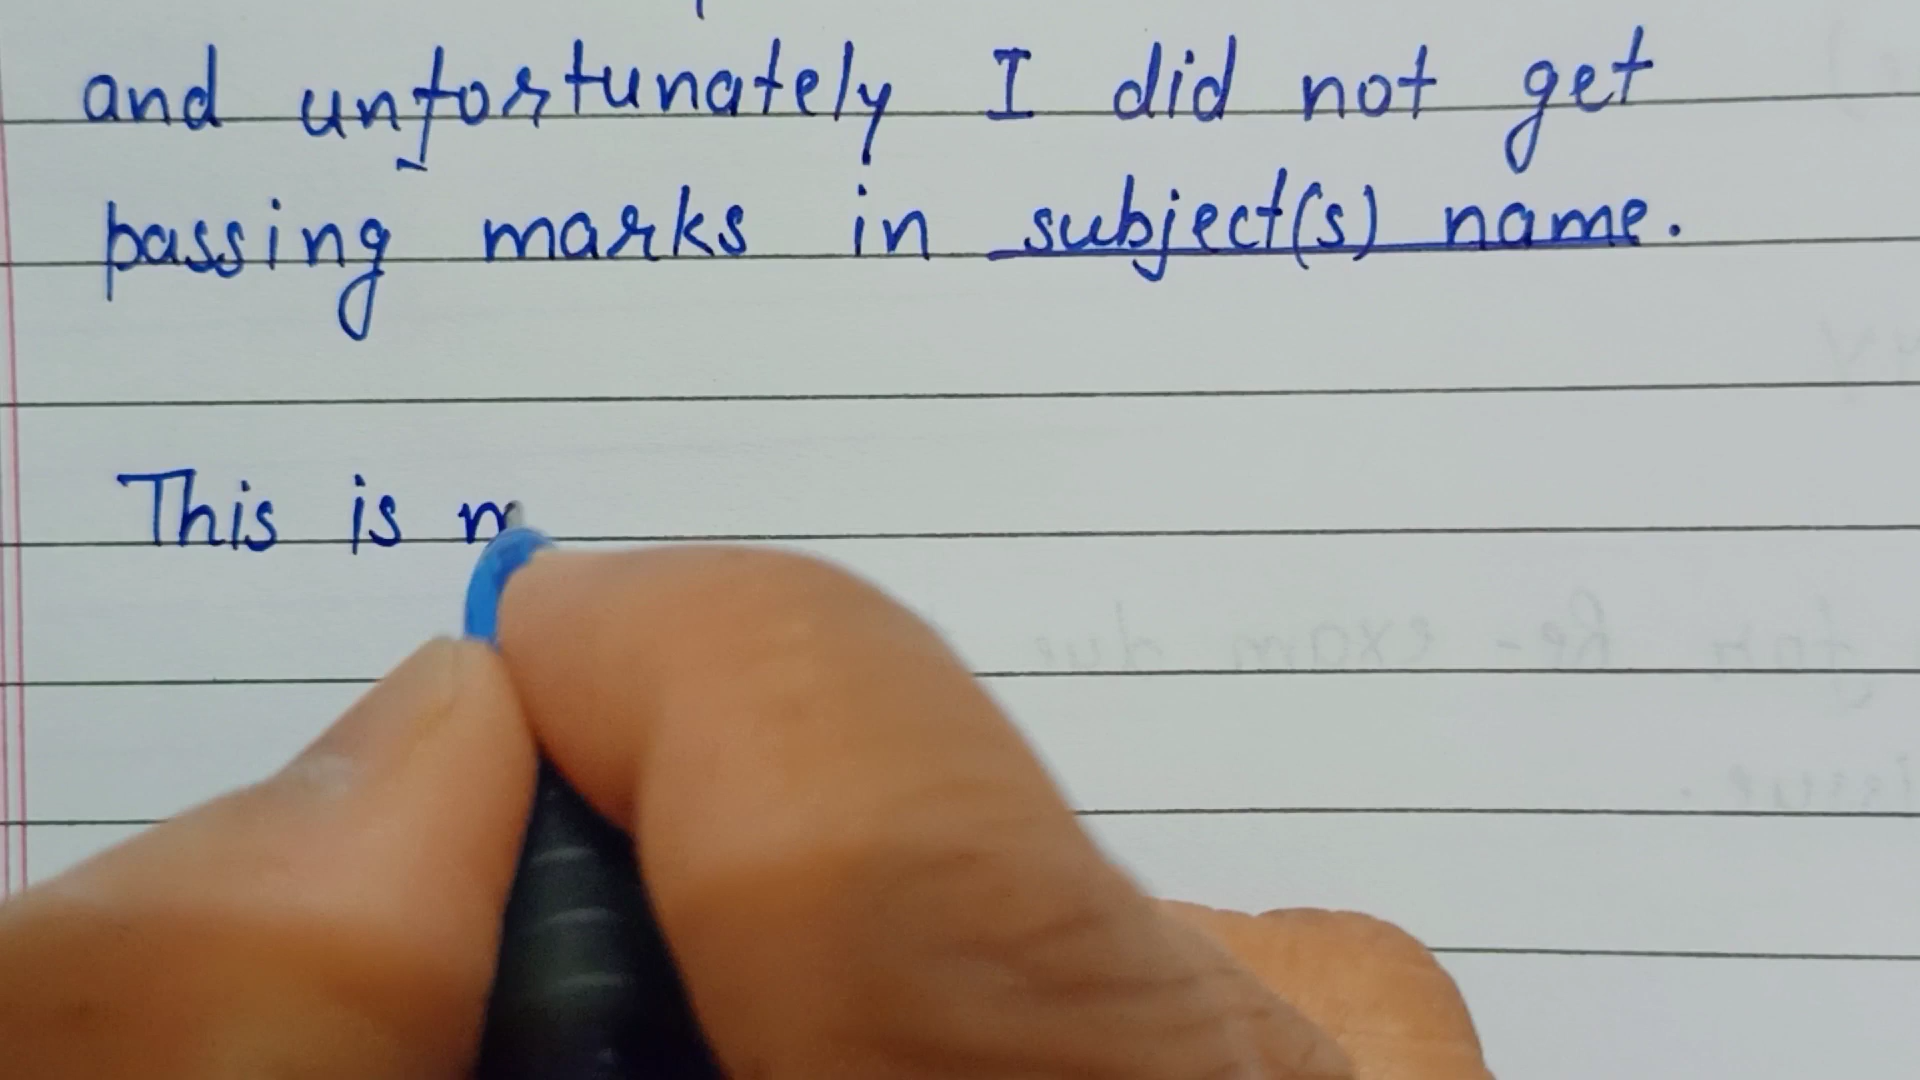 and unfortunately I did not get
passing marks in subject(s) name.
This is m